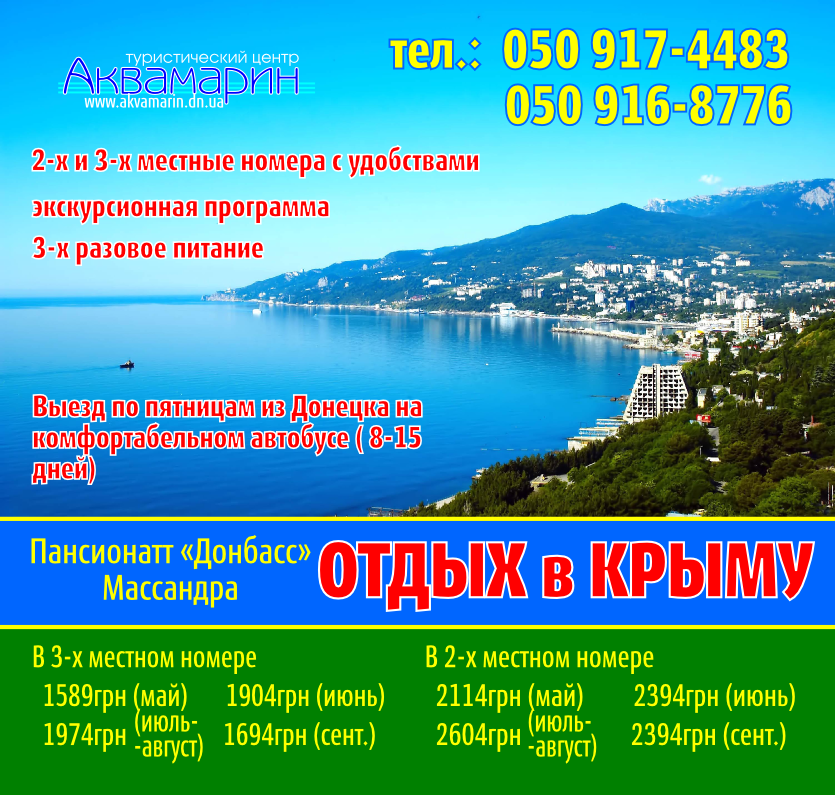 туристический центр
Аквамарин
www.akvamarin.dn.ua
тел.: 050 917-4483
050 916-8776
2-х и 3-х местные номера с удобствами
экскурсионная программа
3-х разовое питание
Выезд по пятницам из Донецка на
комфортабельном автобусе ( 8-15
дней)
Пансионатт «Донбасс»
Массандра
ОТДЫХ в КРЫМУ
В 3-х местном номере
1589грн (май) 1904грн (июнь)
1974грн (июль-
-август) 1694грн (сент.)
В 2-х местном номере
2114грн (май) 2394грн (июнь)
2604грн (июль-
-август) 2394грн (сент.)